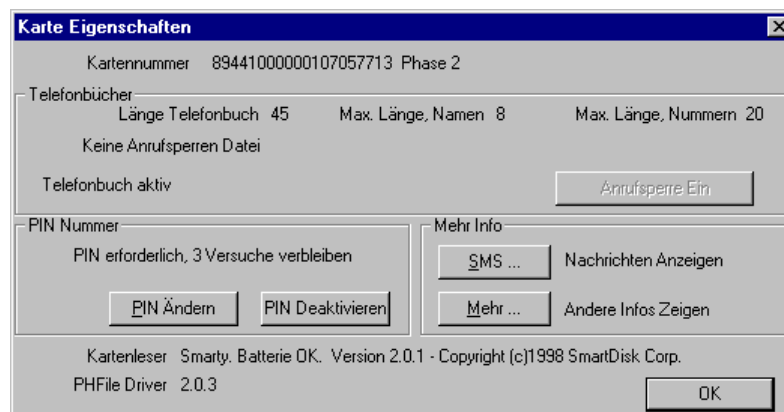 Karte Eigenschaften
Kartennummer 89441000000107057713 Phase 2
Telefonbücher
Länge Telefonbuch 45 Max. Länge, Namen 8 Max. Länge, Nummern 20
Keine Anrufsperren Datei
Telefonbuch aktiv Anrufsperre Ein
PIN Nummer
PIN erforderlich, 3 Versuche verbleiben
PIN Ändern PIN Deaktivieren
Mehr Info
SMS ... Nachrichten Anzeigen
Mehr ... Andere Infos Zeigen
Kartenleser Smarty. Batterie OK. Version 2.0.1 - Copyright (c)1998 SmartDisk Corp.
PHFile Driver 2.0.3
OK